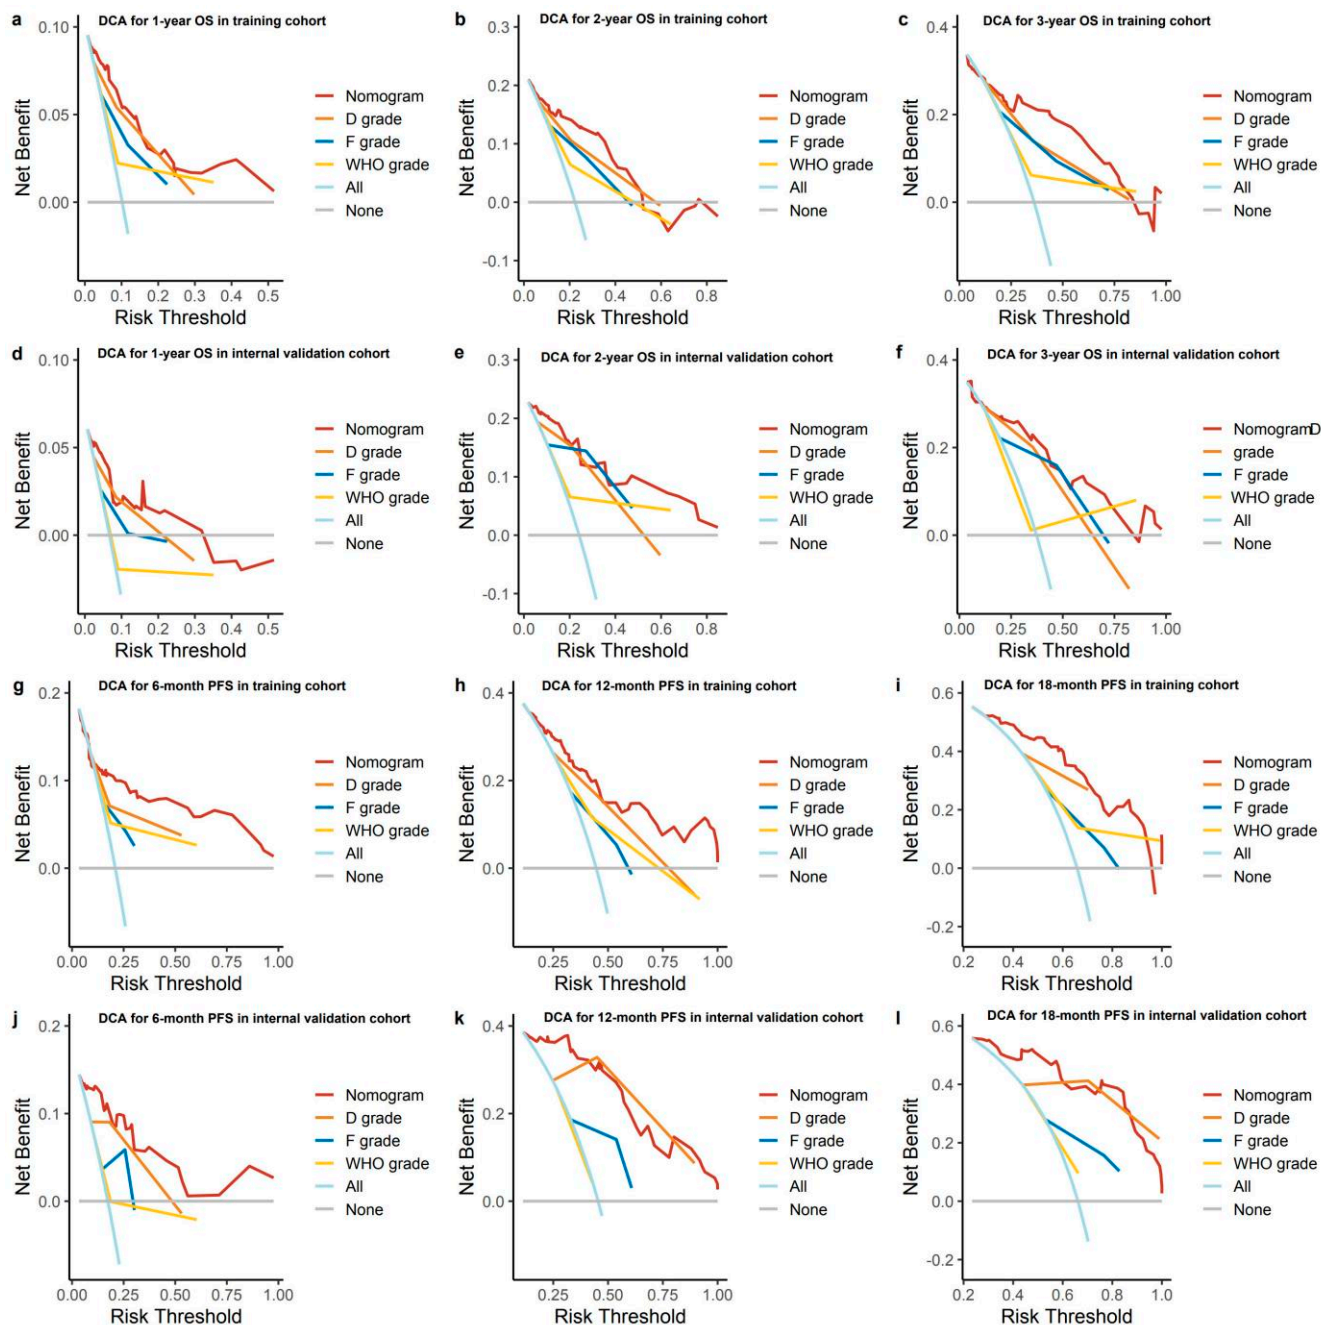 a DCA for 1-year OS in training cohort
Net Benefit
0.10
0.05
0.00
0.0 0.1 0.2 0.3 0.4 0.5
Risk Threshold
Nomogram
D grade
F grade
WHO grade
All
None
b DCA for 2-year OS in training cohort
Net Benefit
0.3
0.2
0.1
0.0
-0.1
0.0 0.2 0.4 0.6 0.8
Risk Threshold
Nomogram
D grade
F grade
WHO grade
All
None
c DCA for 3-year OS in training cohort
Net Benefit
0.4
0.2
0.0
0.00 0.25 0.50 0.75 1.00
Risk Threshold
Nomogram
D grade
F grade
WHO grade
All
None
d DCA for 1-year OS in internal validation cohort
Net Benefit
0.10
0.05
0.00
0.0 0.1 0.2 0.3 0.4 0.5
Risk Threshold
Nomogram
D grade
F grade
WHO grade
All
None
e DCA for 2-year OS in internal validation cohort
Net Benefit
0.3
0.2
0.1
0.0
-0.1
0.0 0.2 0.4 0.6 0.8
Risk Threshold
Nomogram
D grade
F grade
WHO grade
All
None
f DCA for 3-year OS in internal validation cohort
Net Benefit
0.4
0.2
0.0
0.00 0.25 0.50 0.75 1.00
Risk Threshold
NomogramD
grade
F grade
WHO grade
All
None
g DCA for 6-month PFS in training cohort
Net Benefit
0.2
0.1
0.0
0.00 0.25 0.50 0.75 1.00
Risk Threshold
Nomogram
D grade
F grade
WHO grade
All
None
h DCA for 12-month PFS in training cohort
Net Benefit
0.4
0.2
0.0
0.25 0.50 0.75 1.00
Risk Threshold
Nomogram
D grade
F grade
WHO grade
All
None
i DCA for 18-month PFS in training cohort
Net Benefit
0.6
0.4
0.2
0.0
-0.2
0.2 0.4 0.6 0.8 1.0
Risk Threshold
Nomogram
D grade
F grade
WHO grade
All
None
j DCA for 6-month PFS in internal validation cohort
Net Benefit
0.2
0.1
0.0
0.00 0.25 0.50 0.75 1.00
Risk Threshold
Nomogram
D grade
F grade
WHO grade
All
None
k DCA for 12-month PFS in internal validation cohort
Net Benefit
0.4
0.2
0.0
0.25 0.50 0.75 1.00
Risk Threshold
Nomogram
D grade
F grade
WHO grade
All
None
l DCA for 18-month PFS in internal validation cohort
Net Benefit
0.6
0.4
0.2
0.0
-0.2
0.2 0.4 0.6 0.8 1.0
Risk Threshold
Nomogram
D grade
F grade
WHO grade
All
None